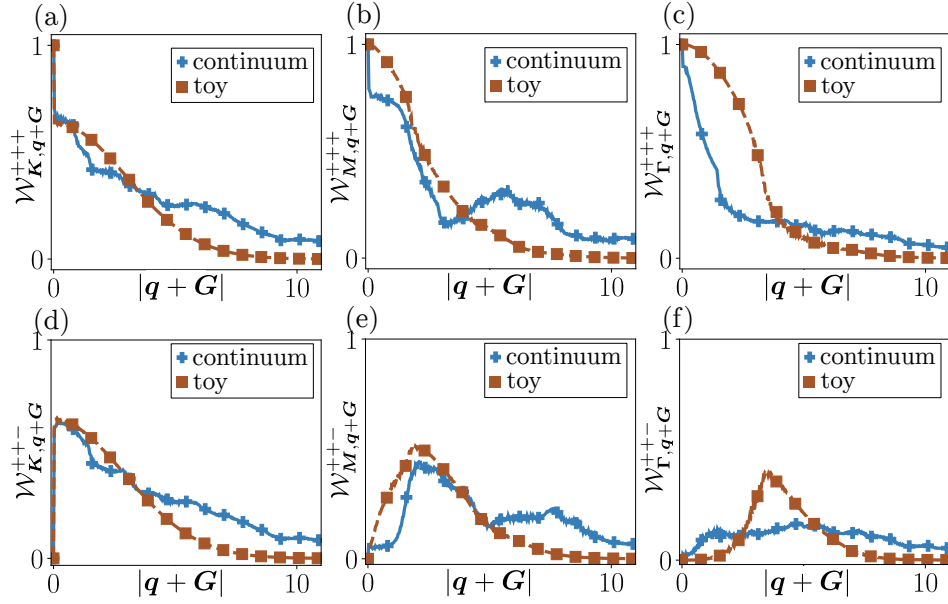 (a)
1
continuum
toy
𝒲⁺⁺⁺_{K,q+G}
0
0
|q + G|
10
(b)
1
continuum
toy
𝒲⁺⁺⁺_{M,q+G}
0
0
|q + G|
10
(c)
1
continuum
toy
𝒲⁺⁺⁺_{Γ,q+G}
0
0
|q + G|
10
(d)
1
continuum
toy
𝒲⁺⁺⁻_{K,q+G}
0
0
|q + G|
10
(e)
1
continuum
toy
𝒲⁺⁺⁻_{M,q+G}
0
0
|q + G|
10
(f)
1
continuum
toy
𝒲⁺⁺⁻_{Γ,q+G}
0
0
|q + G|
10